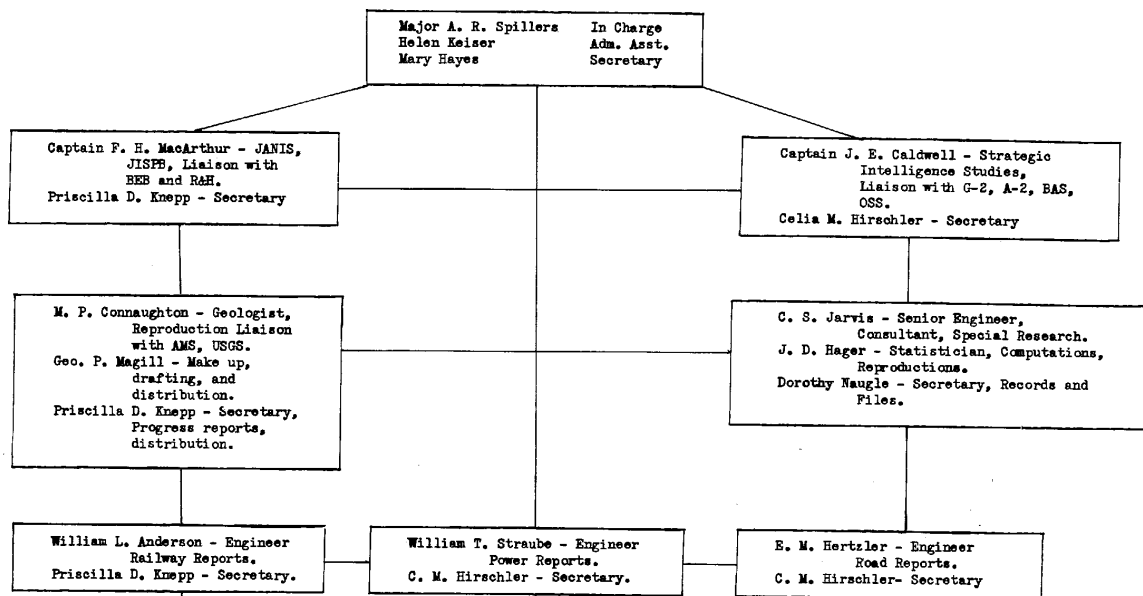 Major A. R. Spillers In Charge
Helen Keiser Adm. Asst.
Mary Hayes Secretary
Captain F. H. MacArthur - JANIS,
JISPB, Liaison with
BEB and R&H.
Priscilla D. Knepp - Secretary
Captain J. E. Caldwell - Strategic
Intelligence Studies,
Liaison with G-2, A-2, BAS,
OSS.
Celia M. Hirschler - Secretary
M. P. Connaughton - Geologist,
Reproduction Liaison
with AMS, USGS.
Geo. P. Magill - Make up,
drafting, and
distribution.
Priscilla D. Knepp - Secretary,
Progress reports,
distribution.
C. S. Jarvis - Senior Engineer,
Consultant, Special Research.
J. D. Hager - Statistician, Computations,
Reproductions.
Dorothy Naugle - Secretary, Records and
Files.
William L. Anderson - Engineer
Railway Reports.
Priscilla D. Knepp - Secretary.
William T. Straube - Engineer
Power Reports.
C. M. Hirschler - Secretary.
E. M. Hertzler - Engineer
Road Reports.
C. M. Hirschler- Secretary